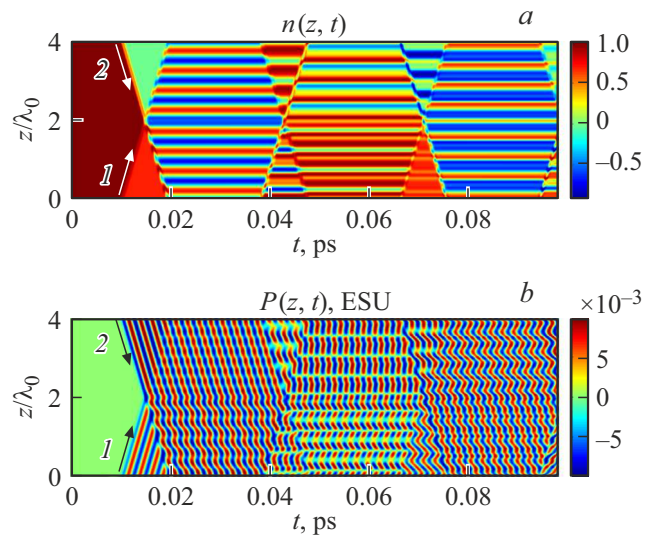 n(z, t) a
4 1.0
2 0.5
z/λ₀ 2 0
1 –0.5
0
0 0.02 0.04 0.06 0.08
t, ps
P(z, t), ESU b
×10⁻³
4
2 5
z/λ₀ 2 0
1 –5
0
0 0.02 0.04 0.06 0.08
t, ps